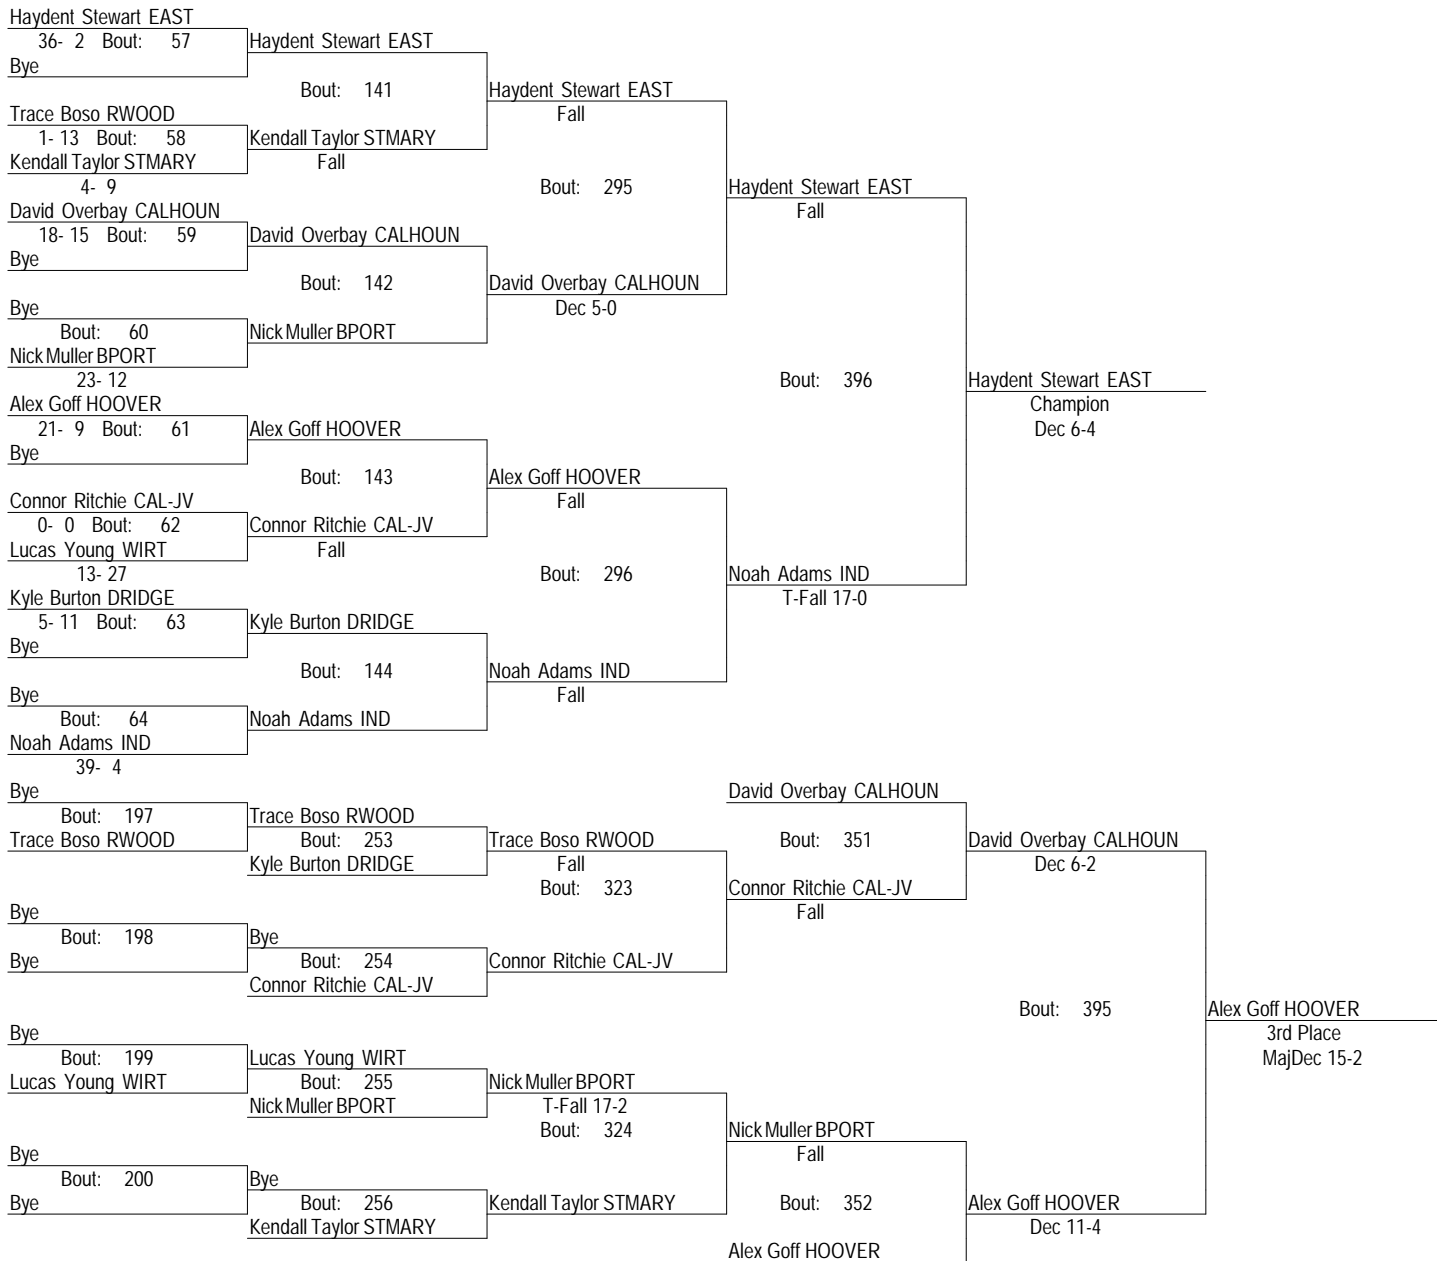 Haydent Stewart EAST
36- 2 Bout: 57
Haydent Stewart EAST
Bye
Bout: 141
Haydent Stewart EAST
Fall
Trace Boso RWOOD
1- 13 Bout: 58
Kendall Taylor STMARY
Kendall Taylor STMARY
Fall
4- 9
Bout: 295
Haydent Stewart EAST
Fall
David Overbay CALHOUN
18- 15 Bout: 59
David Overbay CALHOUN
Bye
Bout: 142
David Overbay CALHOUN
Dec 5-0
Bye
Bout: 60
Nick Muller BPORT
Nick Muller BPORT
23- 12
Bout: 396
Haydent Stewart EAST
Champion
Dec 6-4
Alex Goff HOOVER
21- 9 Bout: 61
Alex Goff HOOVER
Bye
Bout: 143
Alex Goff HOOVER
Fall
Connor Ritchie CAL-JV
0- 0 Bout: 62
Connor Ritchie CAL-JV
Lucas Young WIRT
Fall
13- 27
Bout: 296
Noah Adams IND
T-Fall 17-0
Kyle Burton DRIDGE
5- 11 Bout: 63
Kyle Burton DRIDGE
Bye
Bout: 144
Noah Adams IND
Fall
Bye
Bout: 64
Noah Adams IND
Noah Adams IND
39- 4
Bye
Bout: 197
Trace Boso RWOOD
Trace Boso RWOOD
Bout: 253
Trace Boso RWOOD
Kyle Burton DRIDGE
Fall
Bout: 323
David Overbay CALHOUN
Bout: 351
David Overbay CALHOUN
Dec 6-2
Connor Ritchie CAL-JV
Fall
Bye
Bout: 198
Bye
Bye
Bout: 254
Connor Ritchie CAL-JV
Connor Ritchie CAL-JV
Bout: 395
Alex Goff HOOVER
3rd Place
MajDec 15-2
Bye
Bout: 199
Lucas Young WIRT
Lucas Young WIRT
Bout: 255
Nick Muller BPORT
Nick Muller BPORT
T-Fall 17-2
Bout: 324
Nick Muller BPORT
Fall
Bye
Bout: 200
Bye
Bye
Bout: 256
Kendall Taylor STMARY
Kendall Taylor STMARY
Bout: 352
Alex Goff HOOVER
Dec 11-4
Alex Goff HOOVER